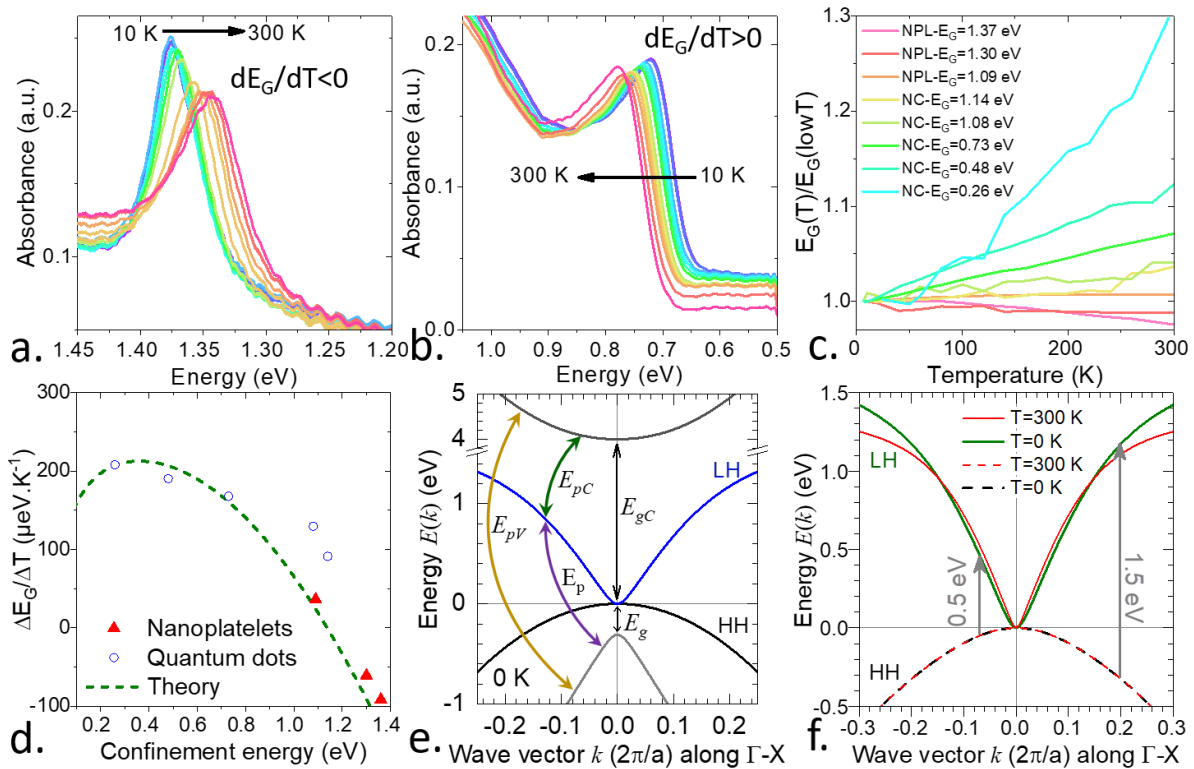 10 K
300 K
dE_G/dT<0
Absorbance (a.u.)
0.2
0.1
1.45 1.40 1.35 1.30 1.25 1.20
Energy (eV)
a.
dE_G/dT>0
300 K
10 K
Absorbance (a.u.)
0.2
0.1
0.0
1.0 0.9 0.8 0.7 0.6 0.5
Energy (eV)
b.
NPL-E_G=1.37 eV
NPL-E_G=1.30 eV
NPL-E_G=1.09 eV
NC-E_G=1.14 eV
NC-E_G=1.08 eV
NC-E_G=0.73 eV
NC-E_G=0.48 eV
NC-E_G=0.26 eV
E_G(T)/E_G(lowT)
1.3
1.2
1.1
1.0
0 100 200 300
Temperature (K)
c.
300
200
100
0
-100
ΔE_G/ΔT (µeV.K⁻¹)
Nanoplatelets
Quantum dots
Theory
0.2 0.4 0.6 0.8 1.0 1.2 1.4
Confinement energy (eV)
d.
5
4
1
0
-1
Energy E(k) (eV)
LH
E_pC
E_gC
E_pV
E_p
E_g
HH
0 K
-0.2 -0.1 0.0 0.1 0.2
Wave vector k (2π/a) along Γ-X
e.
1.5
1.0
0.5
0.0
-0.5
Energy E(k) (eV)
T=300 K
T=0 K
T=300 K
T=0 K
LH
HH
0.5 eV
1.5 eV
-0.3 -0.2 -0.1 0.0 0.1 0.2 0.3
Wave vector k (2π/a) along Γ-X
f.